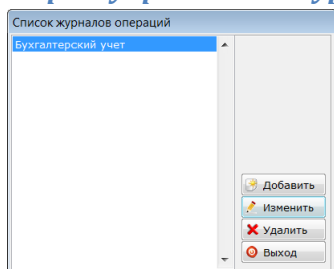 Список журналов операций
Бухгалтерский учет
Добавить
Изменить
Удалить
Выход